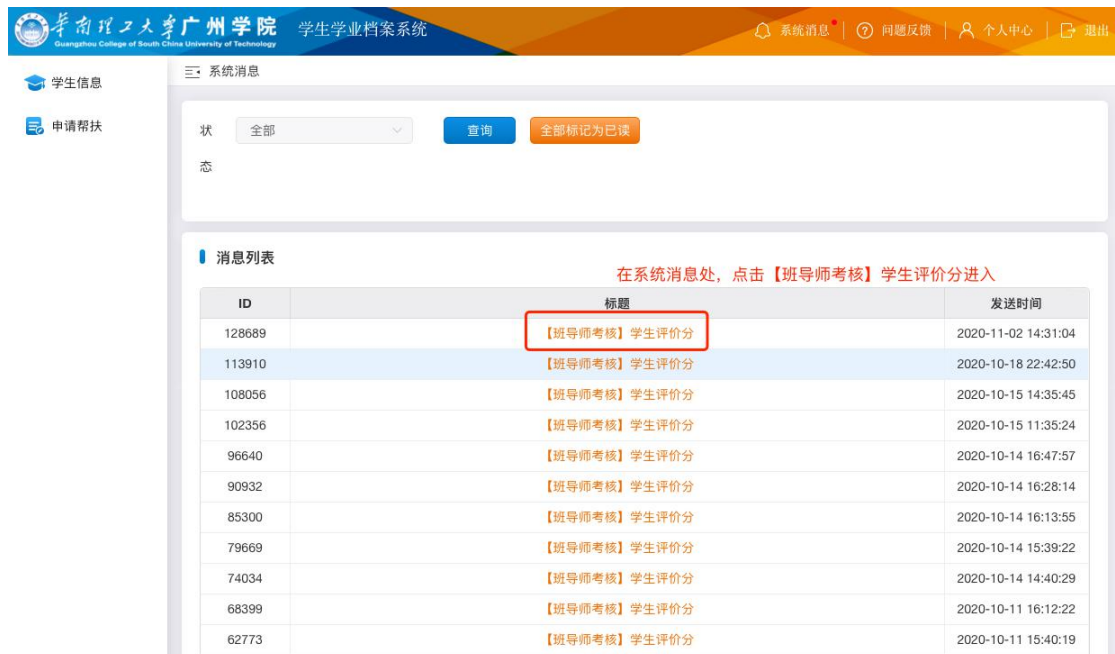 华南理工大学广州学院 学生学业档案系统 系统消息 问题反馈 个人中心 退出
Guangzhou College of South China University of Technology
学生信息
系统消息
申请帮扶
状态 全部 查询 全部标记为已读
消息列表
在系统消息处，点击【班导师考核】学生评价分进入
ID 标题 发送时间
128689 【班导师考核】学生评价分 2020-11-02 14:31:04
113910 【班导师考核】学生评价分 2020-10-18 22:42:50
108056 【班导师考核】学生评价分 2020-10-15 14:35:45
102356 【班导师考核】学生评价分 2020-10-15 11:35:24
96640 【班导师考核】学生评价分 2020-10-14 16:47:57
90932 【班导师考核】学生评价分 2020-10-14 16:28:14
85300 【班导师考核】学生评价分 2020-10-14 16:13:55
79669 【班导师考核】学生评价分 2020-10-14 15:39:22
74034 【班导师考核】学生评价分 2020-10-14 14:40:29
68399 【班导师考核】学生评价分 2020-10-11 16:12:22
62773 【班导师考核】学生评价分 2020-10-11 15:40:19